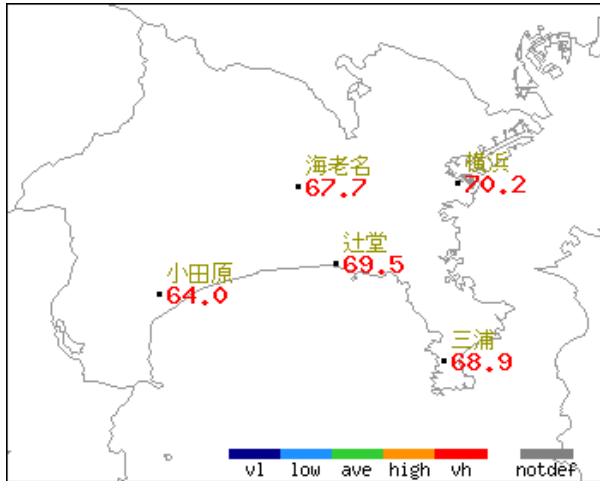 海老名
67.7
横浜
70.2
辻堂
69.5
小田原
64.0
三浦
68.9
vl low ave high vh notdef